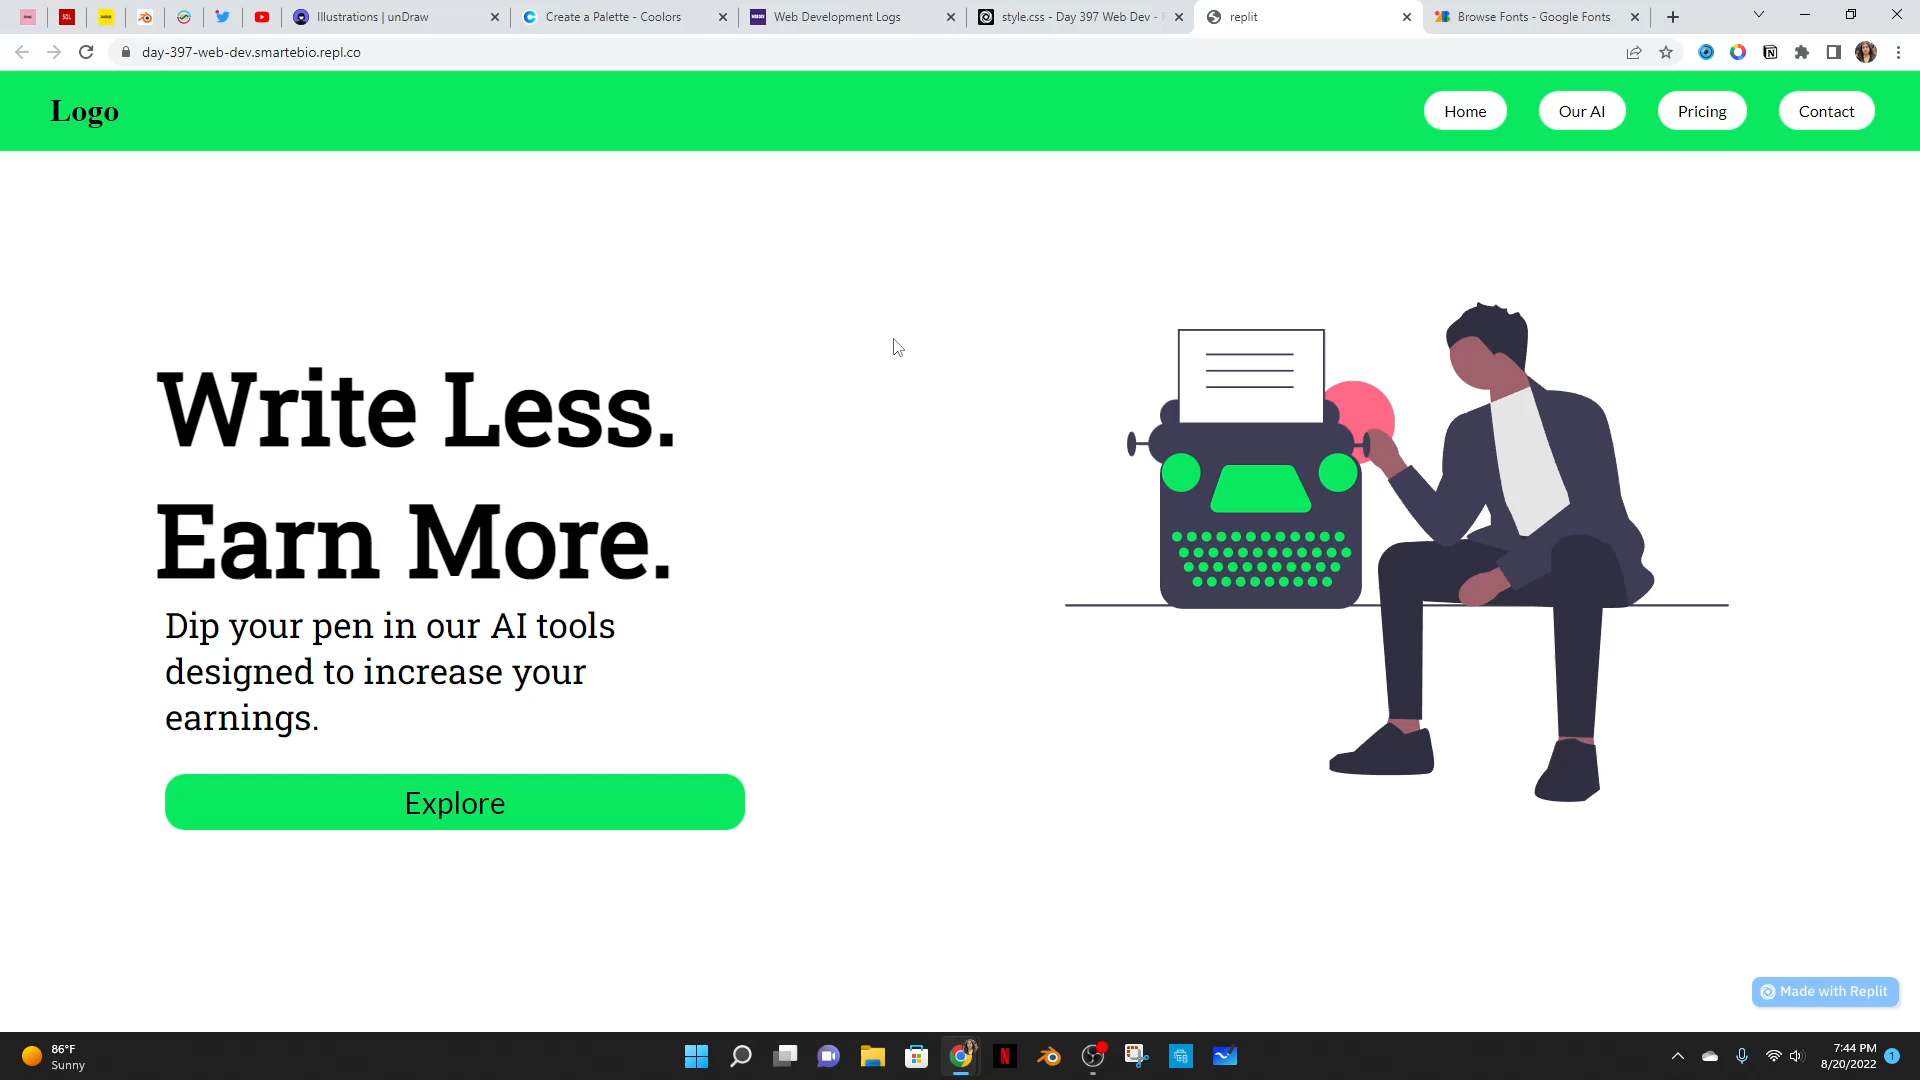 SQL
Illustrations | unDraw
Create a Palette - Coolors
Web Development Logs
style.css - Day 397 Web Dev -
replit
Browse Fonts - Google Fonts
day-397-web-dev.smartebio.repl.co
Logo
Home
Our AI
Pricing
Contact
Write Less.
Earn More.
Dip your pen in our AI tools
designed to increase your
earnings.
Explore
Made with Replit
86°F
Sunny
7:44 PM
8/20/2022
1